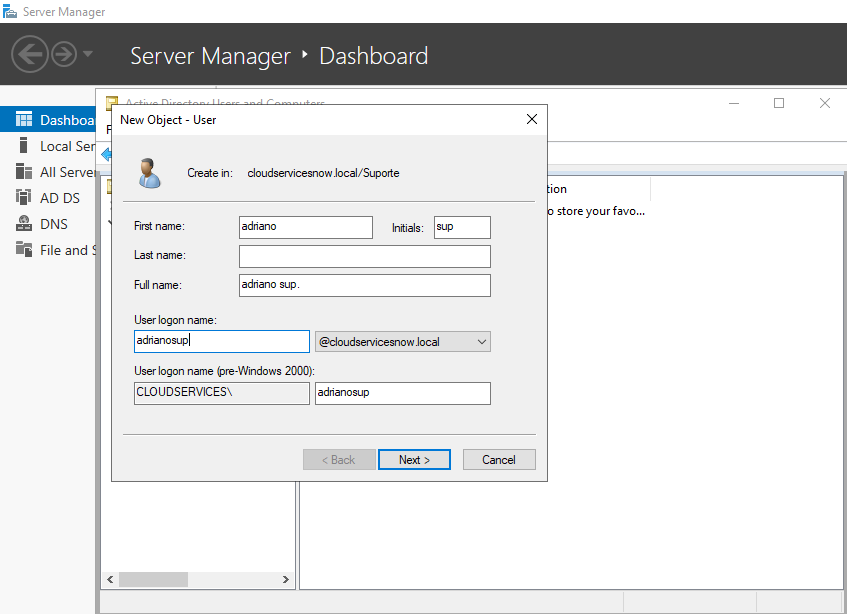 Server Manager
Server Manager ‣ Dashboard
Active Directory Users and Computers
Dashboa
Local Ser
All Server
AD DS
DNS
File and S
F
New Object - User
Create in: cloudservicesnow.local/Suporte
First name: adriano Initials: sup
Last name:
Full name: adriano sup.
User logon name:
adrianosup @cloudservicesnow.local
User logon name (pre-Windows 2000):
CLOUDSERVICES\ adrianosup
< Back Next > Cancel
tion
o store your favo...